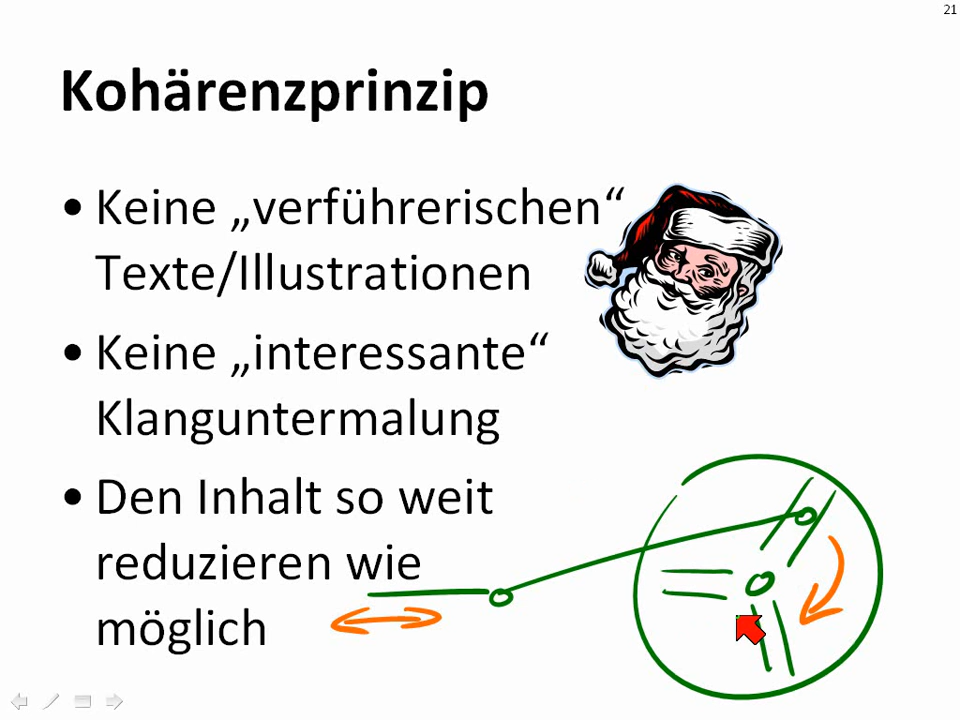 21
Kohärenzprinzip
• Keine „verführerischen“
Texte/Illustrationen
• Keine „interessante“
Klanguntermalung
• Den Inhalt so weit
reduzieren wie
möglich